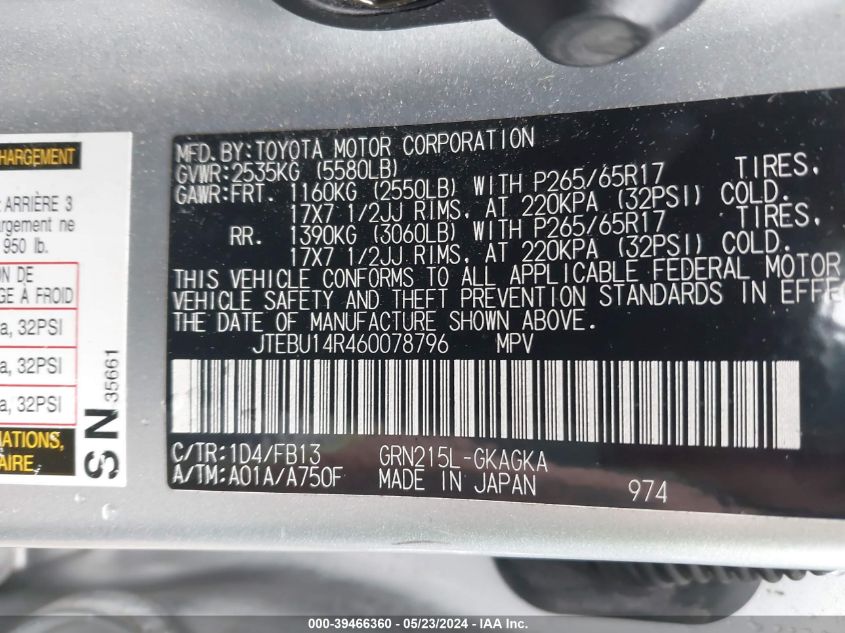 HARGEMENT
ARRIÈRE 3
argement ne
950 lb.
ON DE
GE À FROID
a, 32PSI
a, 32PSI
a, 32PSI
ATIONS,
AIRE.
SN 35661
MFD. BY: TOYOTA MOTOR CORPORATION
GVWR: 2535KG (5580LB)
GAWR: FRT. 1160KG (2550LB) WITH P265/65R17 TIRES,
17X7 1/2JJ RIMS, AT 220KPA (32PSI) COLD.
RR. 1390KG (3060LB) WITH P265/65R17 TIRES,
17X7 1/2JJ RIMS, AT 220KPA (32PSI) COLD.
THIS VEHICLE CONFORMS TO ALL APPLICABLE FEDERAL MOTOR
VEHICLE SAFETY AND THEFT PREVENTION STANDARDS IN EFFE
THE DATE OF MANUFACTURE SHOWN ABOVE.
JTEBU14R460078796 MPV
C/TR: 1D4/FB13 GRN215L-GKAGKA
A/TM: A01A/A750F MADE IN JAPAN 974
000-39466360 / 05/23/2024 - IAA Inc.